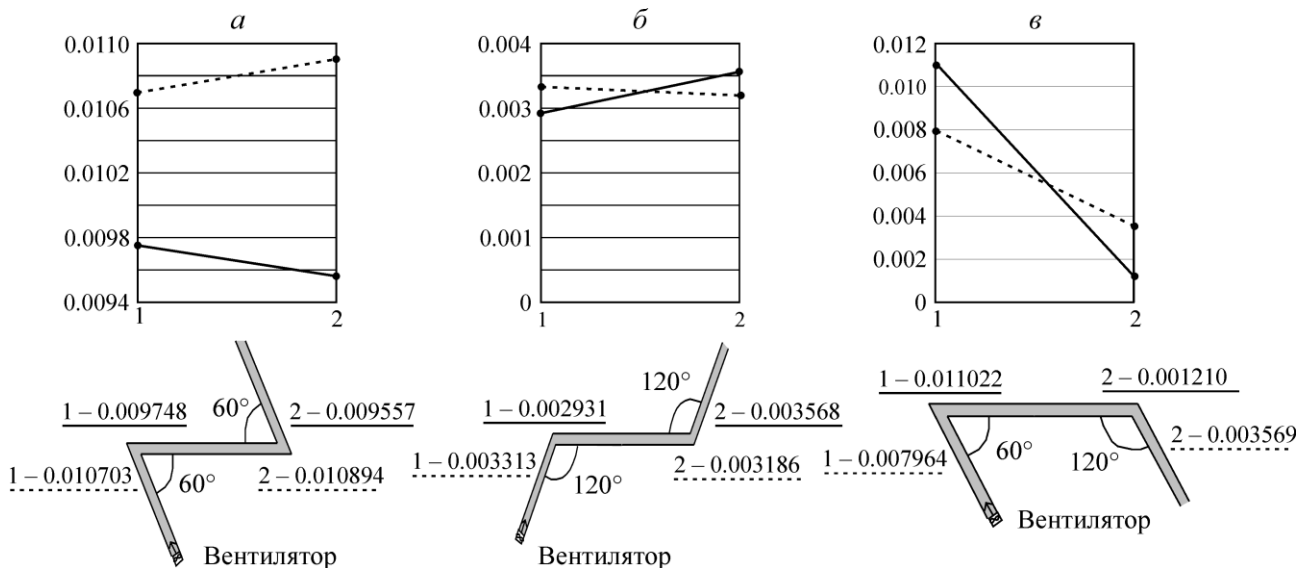 а
0.0110
0.0106
0.0102
0.0098
0.0094
1
2
б
0.004
0.003
0.002
0.001
0
1
2
в
0.012
0.010
0.008
0.006
0.004
0.002
0
1
2
1 – 0.009748
60°
2 – 0.009557
1 – 0.010703
60°
2 – 0.010894
Вентилятор
120°
1 – 0.002931
2 – 0.003568
1 – 0.003313
120°
2 – 0.003186
Вентилятор
1 – 0.011022
2 – 0.001210
1 – 0.007964
60°
120°
2 – 0.003569
Вентилятор